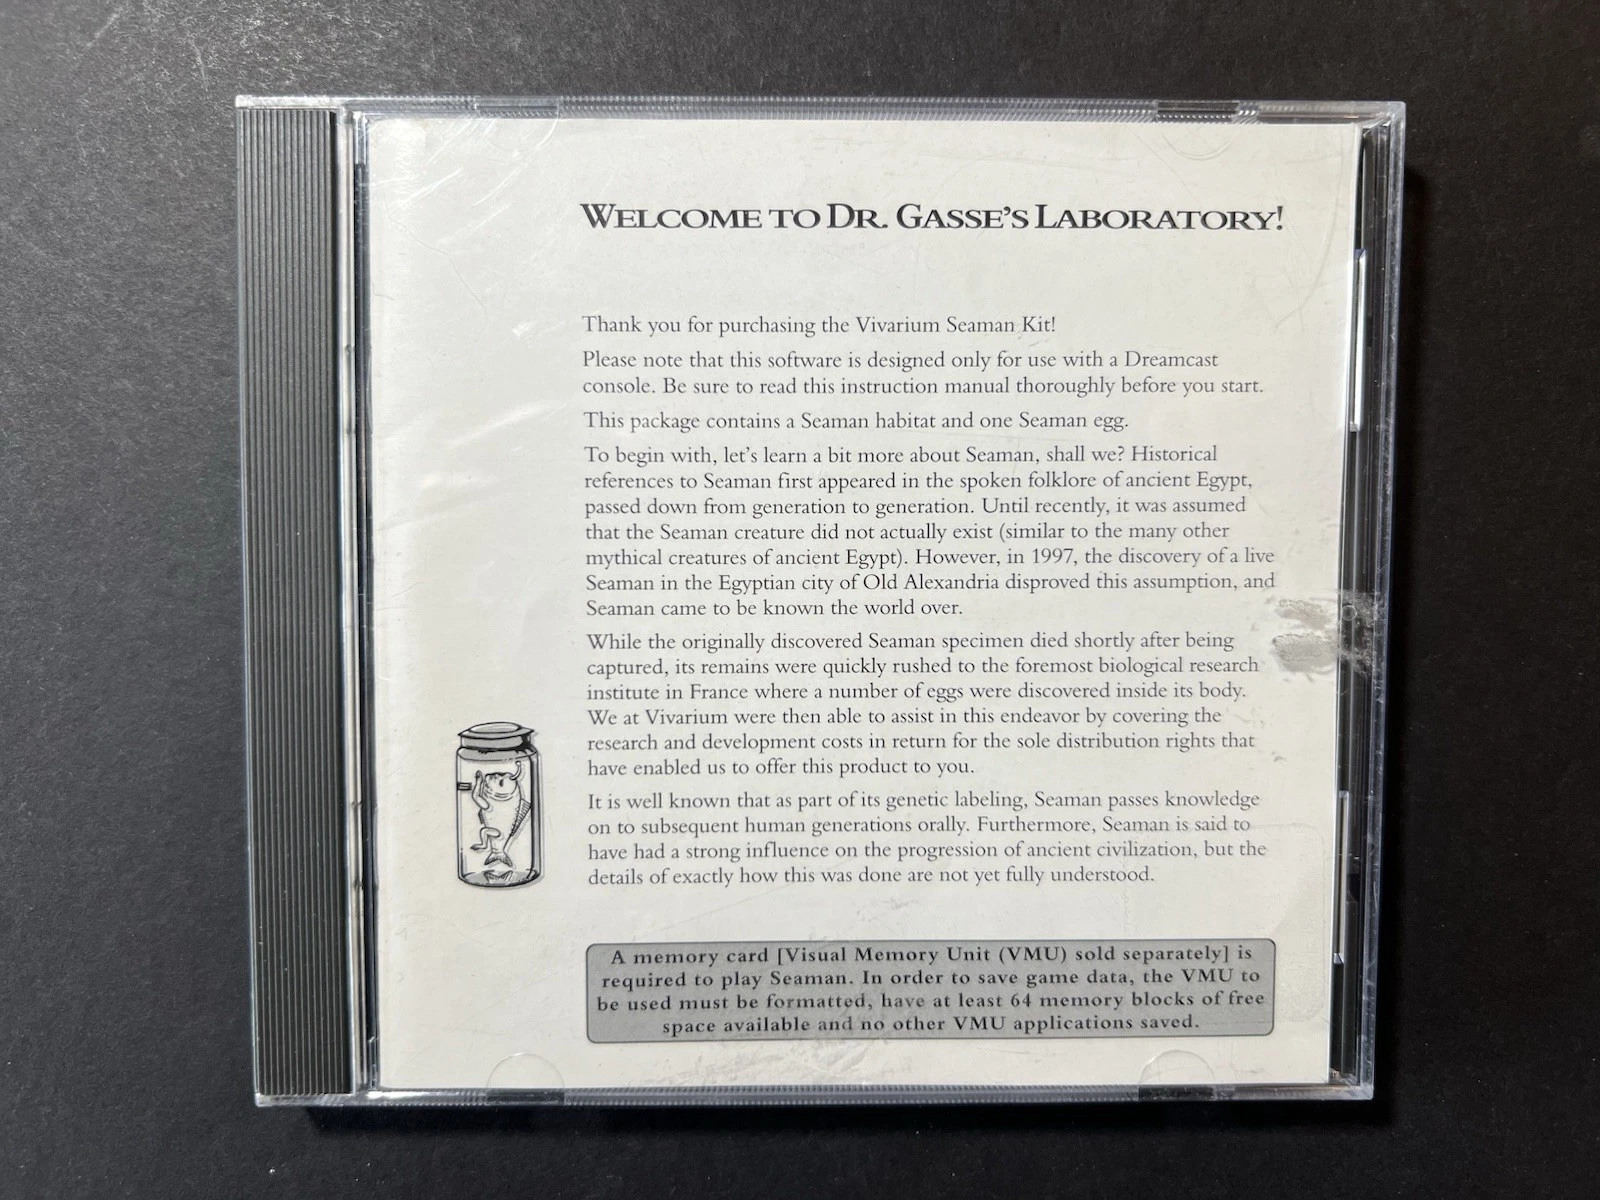 WELCOME TO DR. GASSE'S LABORATORY!
Thank you for purchasing the Vivarium Seaman Kit!
Please note that this software is designed only for use with a Dreamcast
console. Be sure to read this instruction manual thoroughly before you start.
This package contains a Seaman habitat and one Seaman egg.
To begin with, let's learn a bit more about Seaman, shall we? Historical
references to Seaman first appeared in the spoken folklore of ancient Egypt,
passed down from generation to generation. Until recently, it was assumed
that the Seaman creature did not actually exist (similar to the many other
mythical creatures of ancient Egypt). However, in 1997, the discovery of a live
Seaman in the Egyptian city of Old Alexandria disproved this assumption, and
Seaman came to be known the world over.
While the originally discovered Seaman specimen died shortly after being
captured, its remains were quickly rushed to the foremost biological research
institute in France where a number of eggs were discovered inside its body.
We at Vivarium were then able to assist in this endeavor by covering the
research and development costs in return for the sole distribution rights that
have enabled us to offer this product to you.
It is well known that as part of its genetic labeling, Seaman passes knowledge
on to subsequent human generations orally. Furthermore, Seaman is said to
have had a strong influence on the progression of ancient civilization, but the
details of exactly how this was done are not yet fully understood.
A memory card [Visual Memory Unit (VMU) sold separately] is
required to play Seaman. In order to save game data, the VMU to
be used must be formatted, have at least 64 memory blocks of free
space available and no other VMU applications saved.